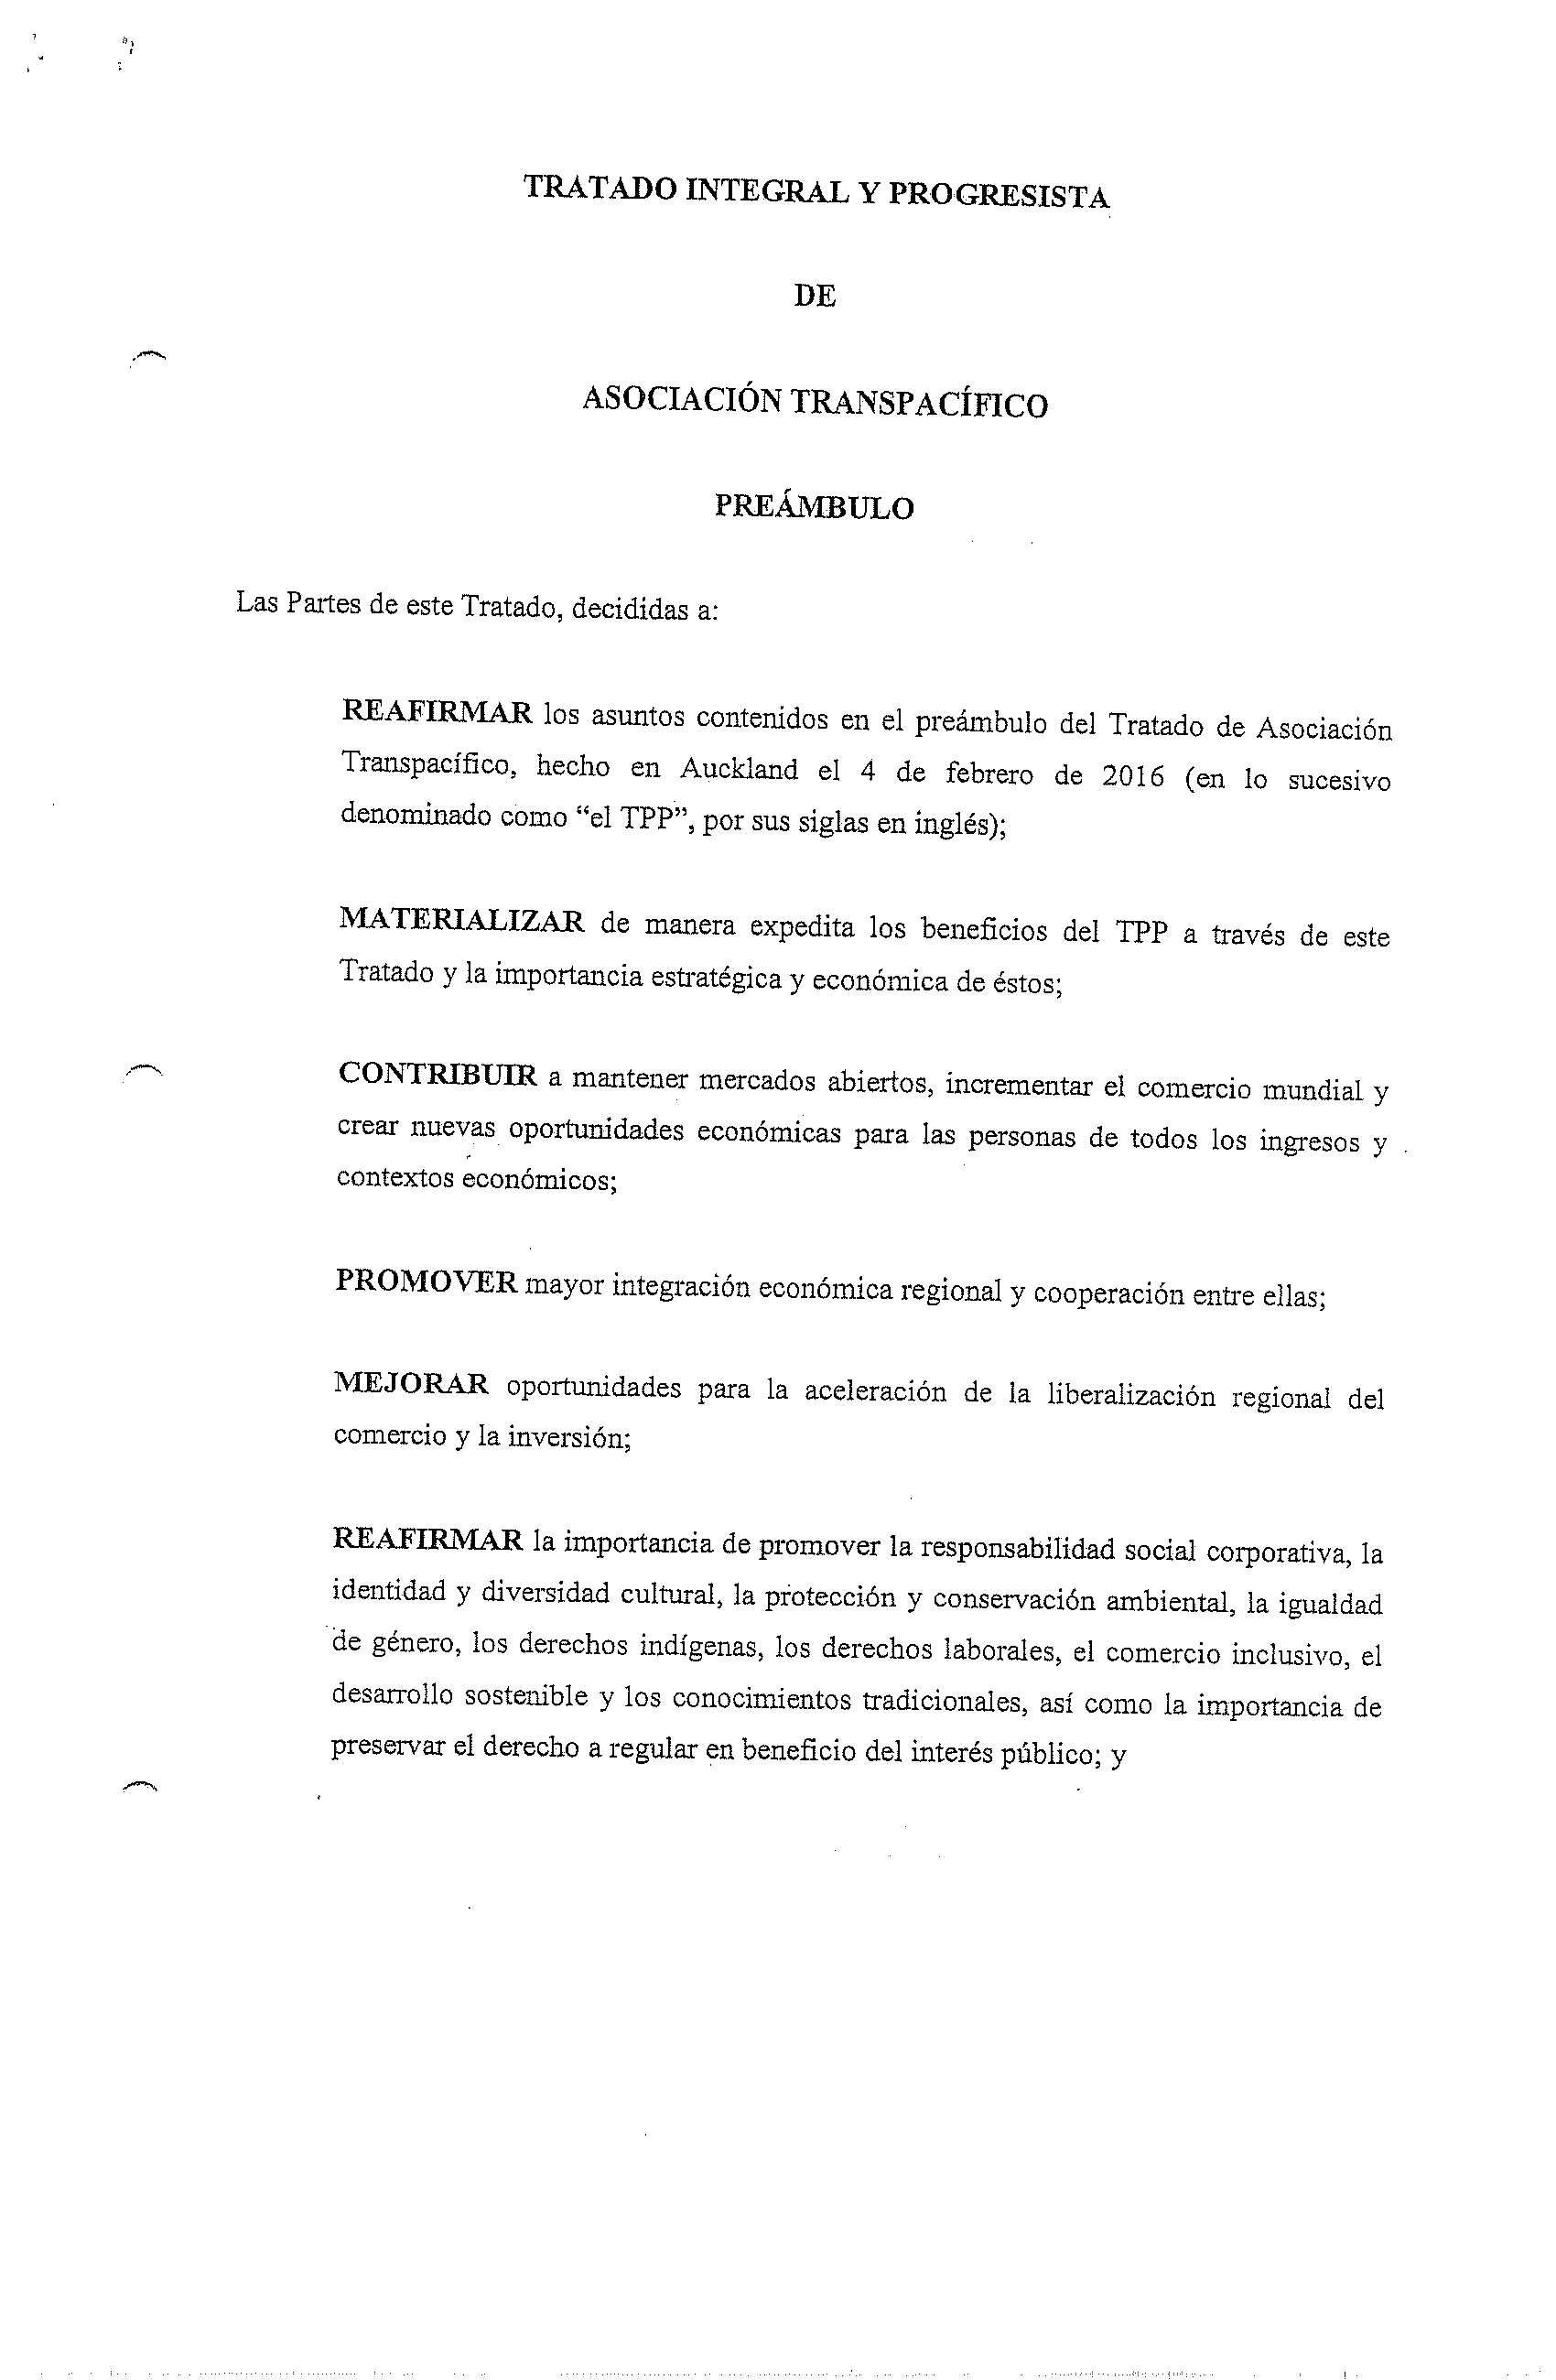 TRATADO INTEGRAL Y PROGRESISTA
DE
ASOCIACIÓN TRANSPACÍFICO
PREÁMBULO
Las Partes de este Tratado, decididas a:
REAFIRMAR los asuntos contenidos en el preámbulo del Tratado de Asociación
Transpacífico, hecho en Auckland el 4 de febrero de 2016 (en lo sucesivo
denominado como “el TPP”, por sus siglas en inglés);
MATERIALIZAR de manera expedita los beneficios del TPP a través de este
Tratado y la importancia estratégica y económica de éstos;
CONTRIBUIR a mantener mercados abiertos, incrementar el comercio mundial y
crear nuevas oportunidades económicas para las personas de todos los ingresos y
contextos económicos;
PROMOVER mayor integración económica regional y cooperación entre ellas;
MEJORAR oportunidades para la aceleración de la liberalización regional del
comercio y la inversión;
REAFIRMAR la importancia de promover la responsabilidad social corporativa, la
identidad y diversidad cultural, la protección y conservación ambiental, la igualdad
de género, los derechos indígenas, los derechos laborales, el comercio inclusivo, el
desarrollo sostenible y los conocimientos tradicionales, así como la importancia de
preservar el derecho a regular en beneficio del interés público; y